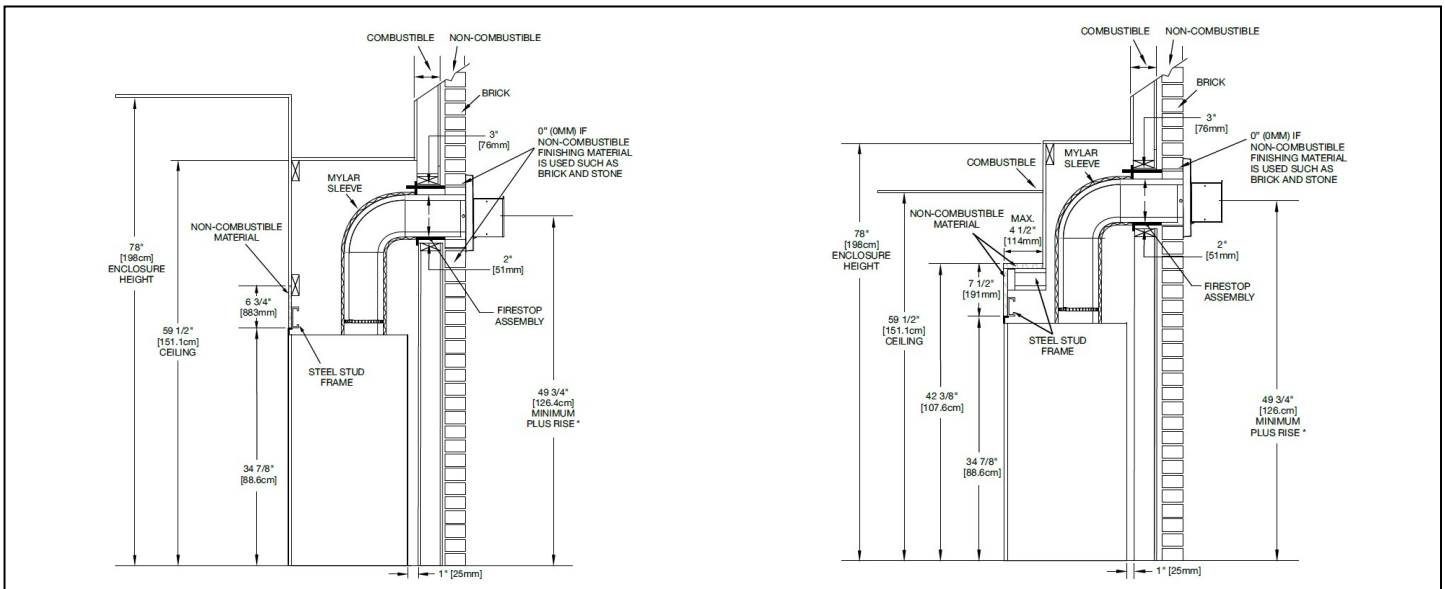 COMBUSTIBLE
NON-COMBUSTIBLE
BRICK
3"
[76mm]
0" (0MM) IF
NON-COMBUSTIBLE
FINISHING MATERIAL
IS USED SUCH AS
BRICK AND STONE
MYLAR
SLEEVE
NON-COMBUSTIBLE
MATERIAL
78"
[198cm]
ENCLOSURE
HEIGHT
2"
[51mm]
6 3/4"
[883mm]
FIRESTOP
ASSEMBLY
59 1/2"
[151.1cm]
CEILING
STEEL STUD
FRAME
49 3/4"
[126.4cm]
MINIMUM
PLUS RISE *
34 7/8"
[88.6cm]
1" [25mm]
COMBUSTIBLE
NON-COMBUSTIBLE
BRICK
3"
[76mm]
0" (0MM) IF
NON-COMBUSTIBLE
FINISHING MATERIAL
IS USED SUCH AS
BRICK AND STONE
MYLAR
SLEEVE
COMBUSTIBLE
NON-COMBUSTIBLE
MATERIAL
MAX.
4 1/2"
[114mm]
78"
[198cm]
ENCLOSURE
HEIGHT
2"
[51mm]
7 1/2"
[191mm]
FIRESTOP
ASSEMBLY
59 1/2"
[151.1cm]
CEILING
STEEL STUD
FRAME
42 3/8"
[107.6cm]
49 3/4"
[126.cm]
MINIMUM
PLUS RISE *
34 7/8"
[88.6cm]
1" [25mm]